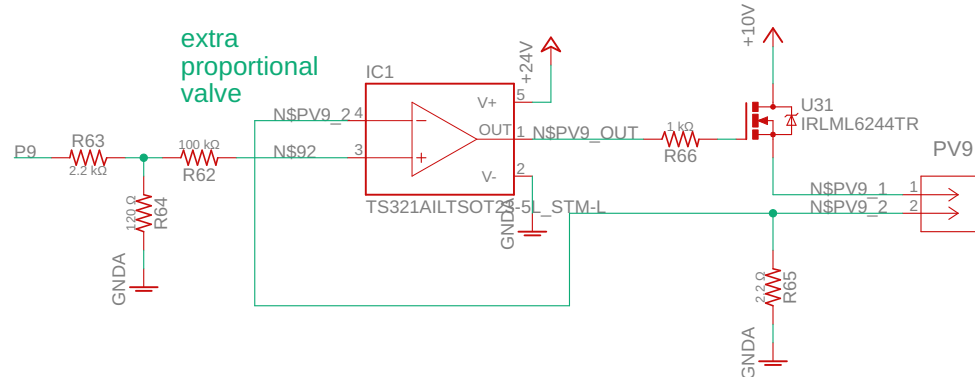 extra
proportional
valve
+10V
+24V
IC1
V+
5
N$PV9_2
4
OUT
1
N$PV9_OUT
U31
IRLML6244TR
P9
R63
2.2 kΩ
100 kΩ
R62
N$92
3
1 kΩ
R66
PV9
V-
2
N$PV9_1
1
TS321AILTSOT23-5L_STM-L
N$PV9_2
2
120 Ω
R64
GNDA
GNDA
2.2 Ω
R65
GNDA